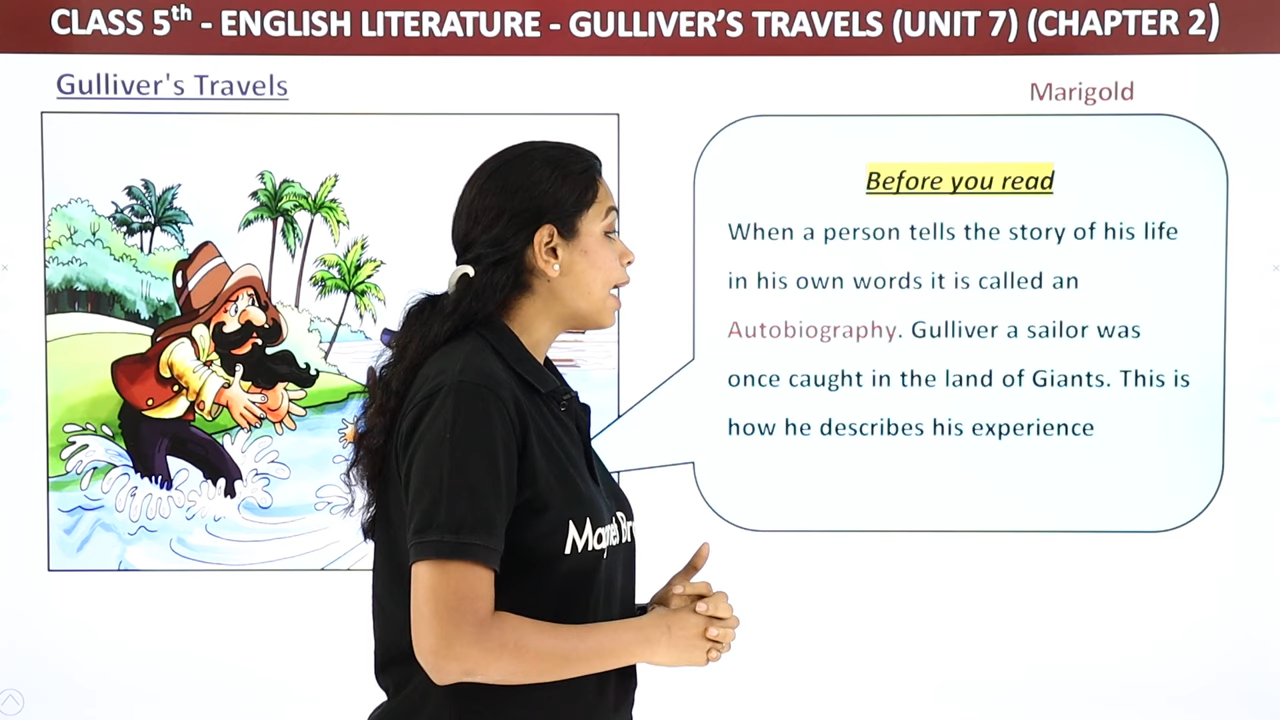 CLASS 5th - ENGLISH LITERATURE - GULLIVER'S TRAVELS (UNIT 7) (CHAPTER 2)
Gulliver's Travels
Marigold
Before you read
When a person tells the story of his life
in his own words it is called an
Autobiography. Gulliver a sailor was
once caught in the land of Giants. This is
how he describes his experience
Magnet Br